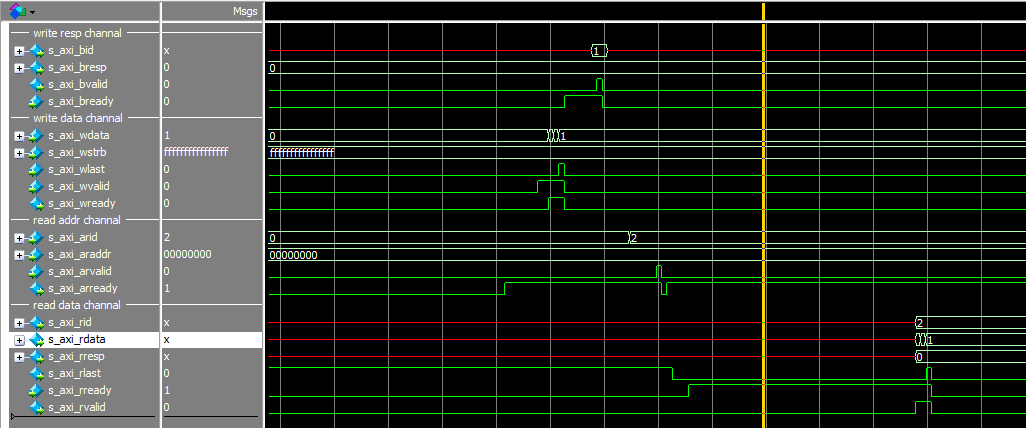 Msgs
write resp channel
s_axi_bid x 1
s_axi_bresp 0 0
s_axi_bvalid 0
s_axi_bready 0
write data channel
s_axi_wdata 1 0 1
s_axi_wstrb ffffffffffffffff ffffffffffffffff
s_axi_wlast 0
s_axi_wvalid 0
s_axi_wready 0
read addr channel
s_axi_arid 2 0 2
s_axi_araddr 00000000 00000000
s_axi_arvalid 0
s_axi_arready 1
read data channel
s_axi_rid x 2
s_axi_rdata x 1
s_axi_rresp x 0
s_axi_rlast 0
s_axi_rready 1
s_axi_rvalid 0